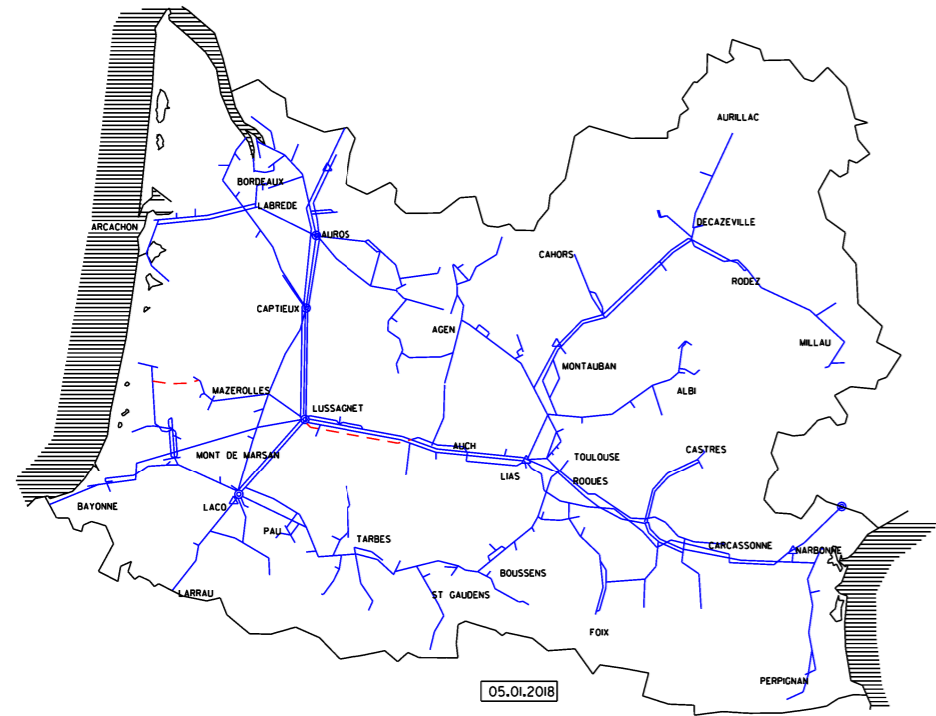 AURILLAC
BORDEAUX
LABREDE
ARCACHON
AUROS
DECAZEVILLE
CAHORS
RODEZ
CAPTIEUX
AGEN
MILLAU
MONTAUBAN
MAZEROLLES
ALBI
LUSSAGNET
AUCH
MONT DE MARSAN
TOULOUSE
CASTRES
LIAS
ROQUES
BAYONNE
LACQ
PAU
TARBES
CARCASSONNE
NARBONNE
BOUSSENS
LARRAU
ST GAUDENS
FOIX
PERPIGNAN
05.01.2018